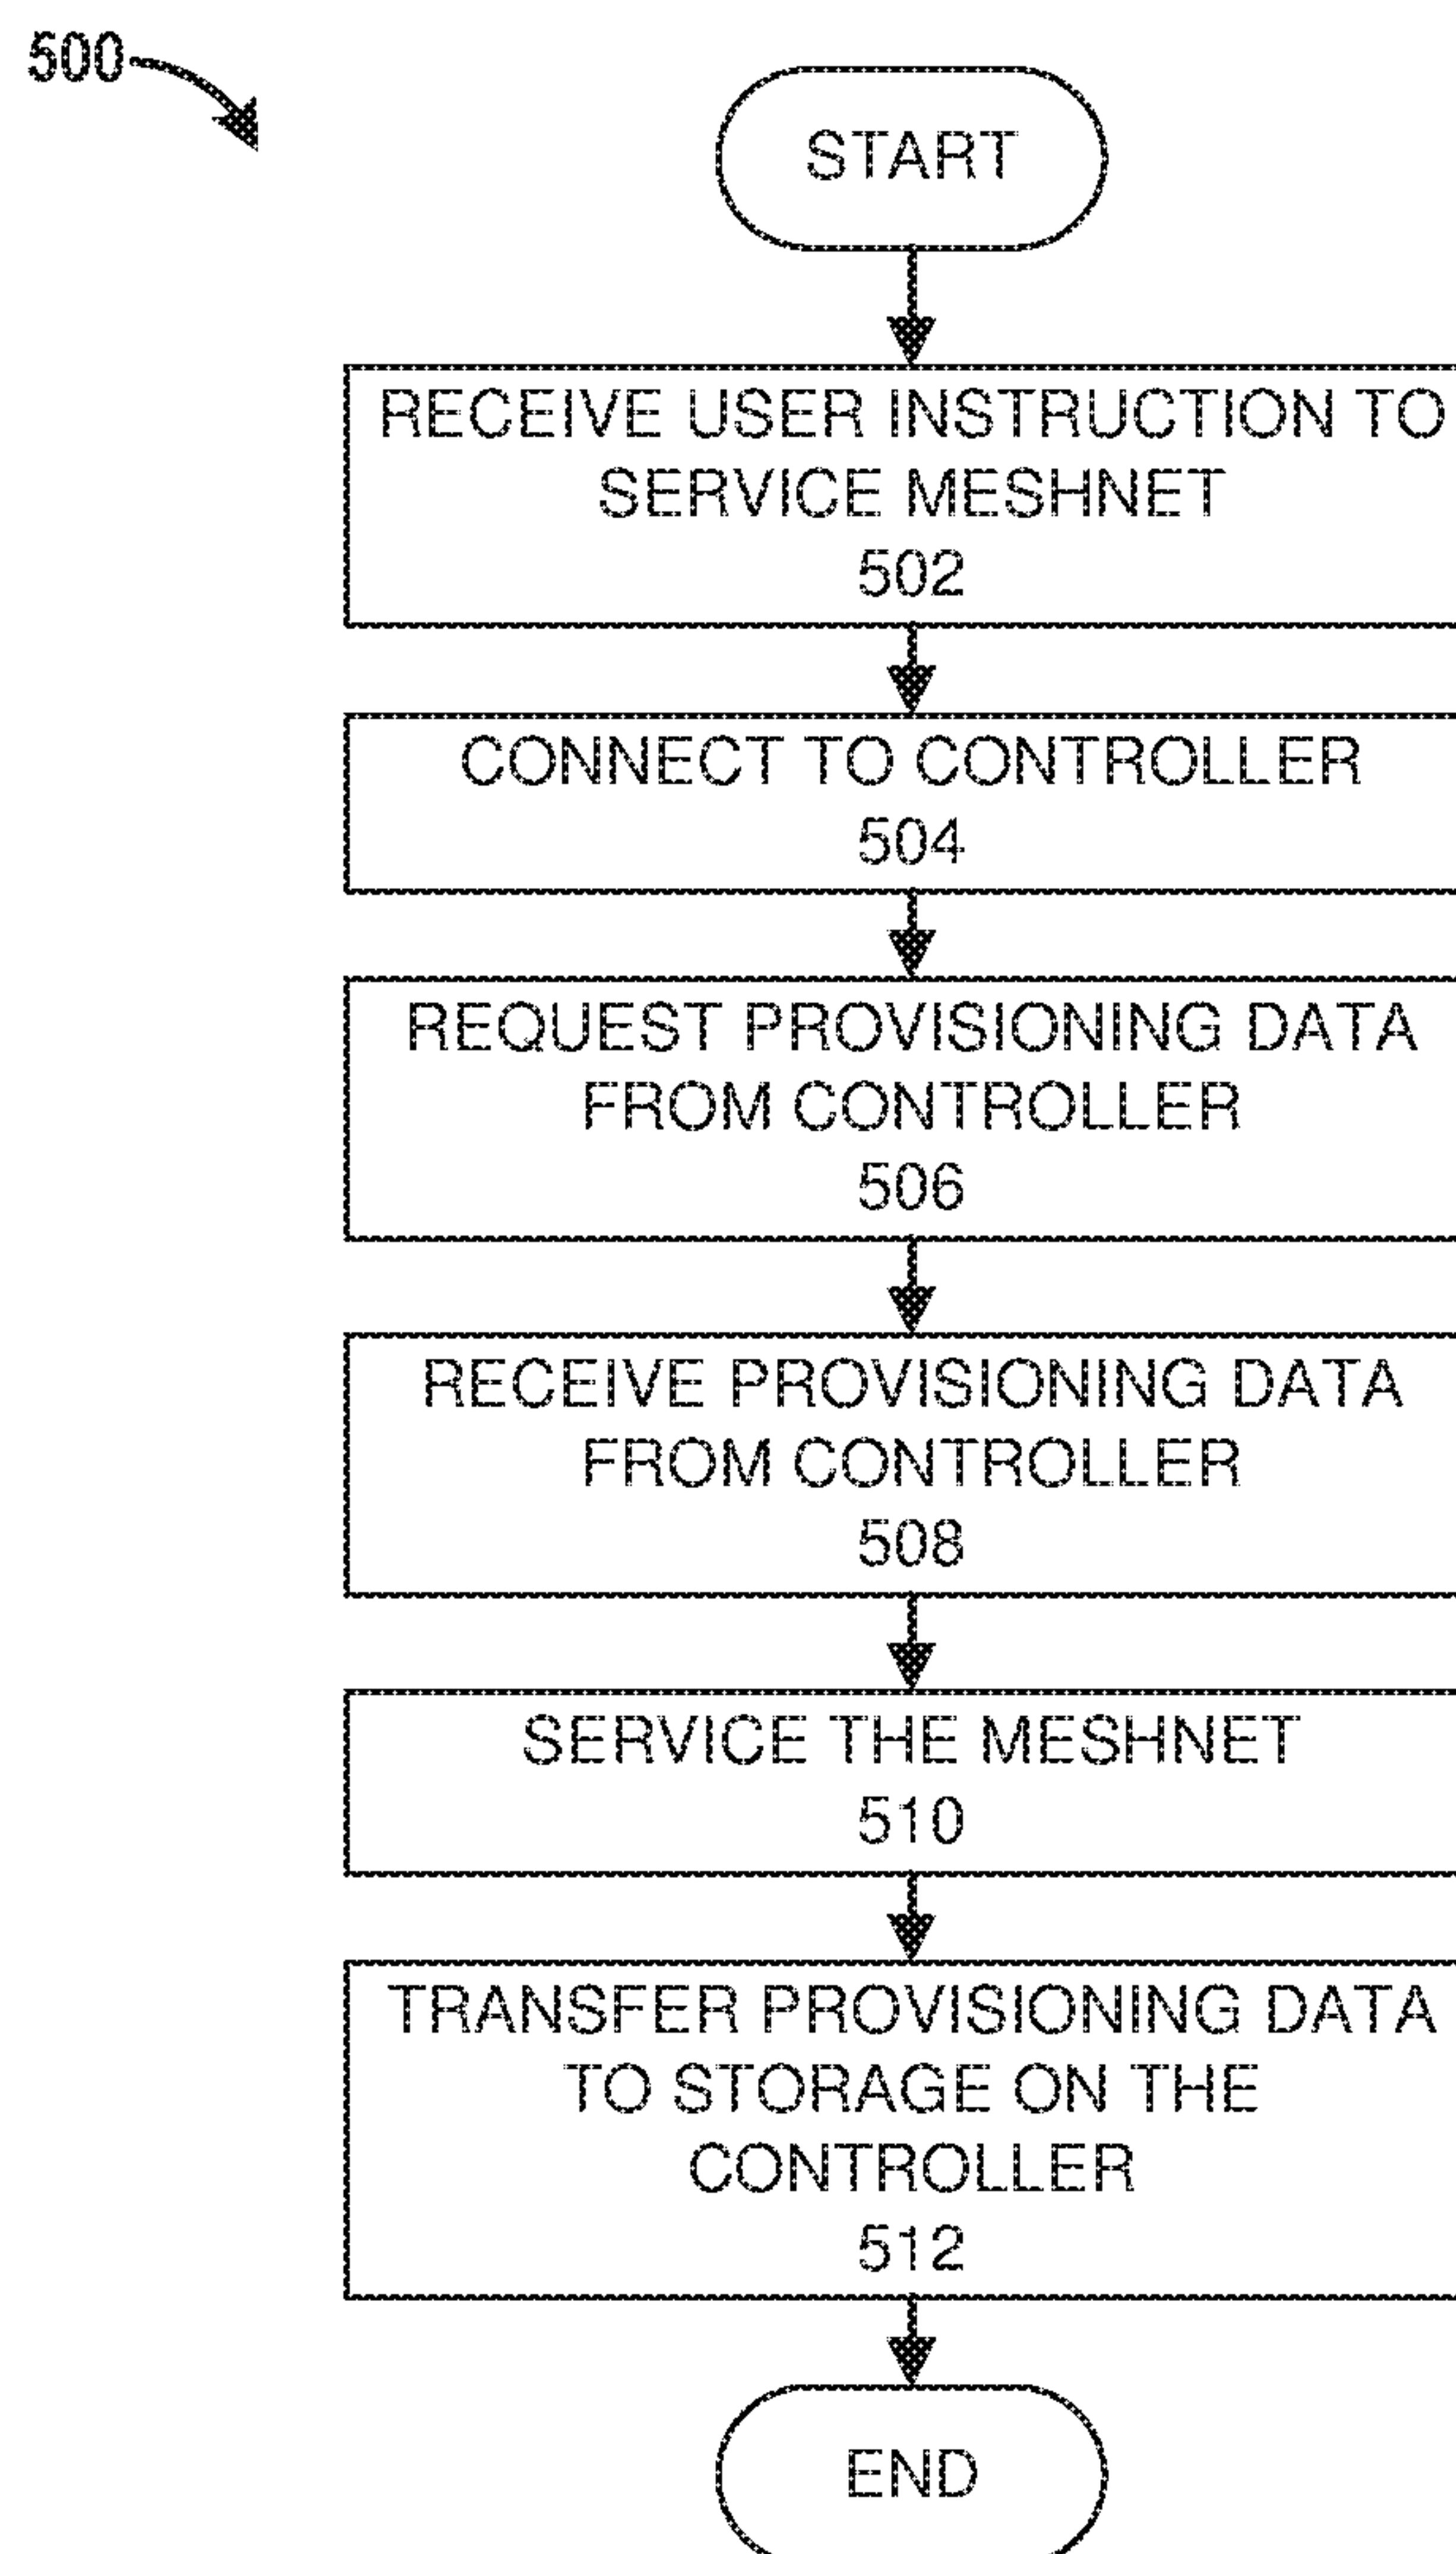 500
START
RECEIVE USER INSTRUCTION TO
SERVICE MESHNET
502
CONNECT TO CONTROLLER
504
REQUEST PROVISIONING DATA
FROM CONTROLLER
506
RECEIVE PROVISIONING DATA
FROM CONTROLLER
508
SERVICE THE MESHNET
510
TRANSFER PROVISIONING DATA
TO STORAGE ON THE
CONTROLLER
512
END